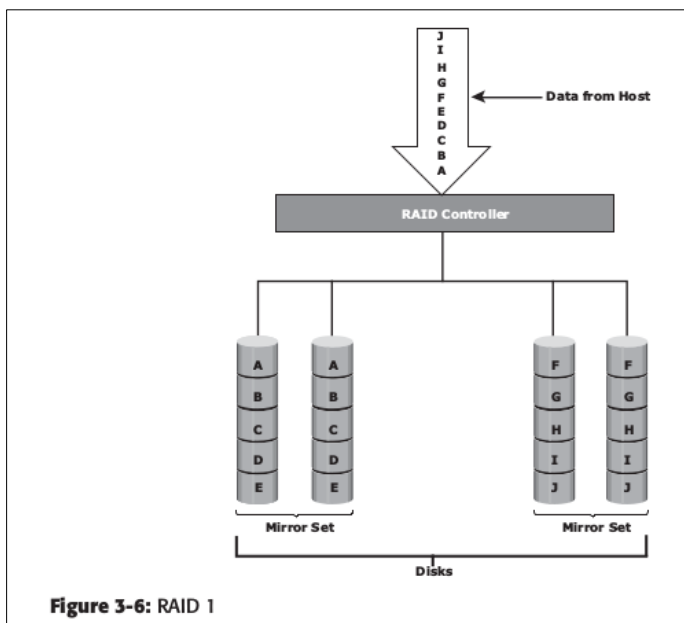 J
I
H
G
F
E
D
C
B
A
Data from Host
RAID Controller
A A F F
B B G G
C C H H
D D I I
E E J J
Mirror Set Mirror Set
Disks
Figure 3-6: RAID 1